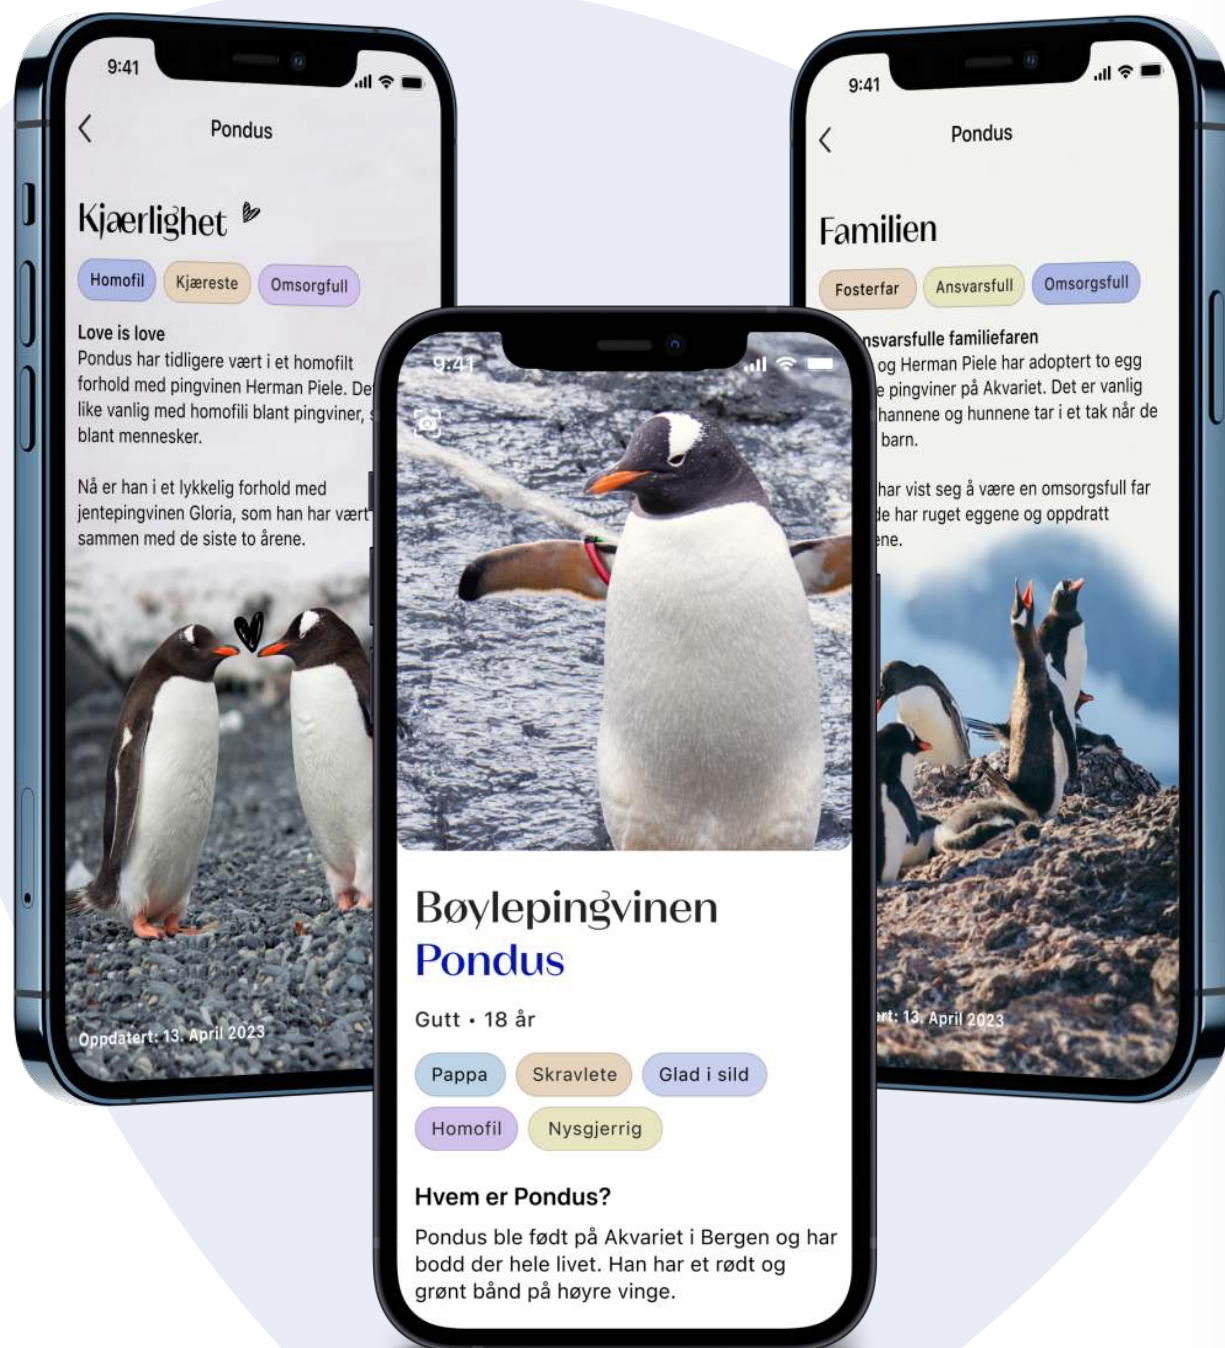 9:41
Pondus
Kjærlighet
Homofil
Kjæreste
Omsorgfull
Love is love
Pondus har tidligere vært i et homofilt
forhold med pingvinen Herman Piele.
like vanlig med homofili blant pingviner,
blant mennesker.
Nå er han i et lykkelig forhold med
jentepingvinen Gloria, som han har vært
sammen med de siste to årene.
Oppdatert: 13. April 2023
9:41
Bøylepingvinen
Pondus
Gutt • 18 år
Pappa
Skravlete
Glad i sild
Homofil
Nysgjerrig
Hvem er Pondus?
Pondus ble født på Akvariet i Bergen og har
bodd der hele livet. Han har et rødt og
grønt bånd på høyre vinge.
9:41
Pondus
Familien
Fosterfar
Ansvarsfull
Omsorgsfull
nsvarsfulle familiefaren
og Herman Piele har adoptert to egg
pingviner på Akvariet. Det er vanlig
hannene og hunnene tar i et tak når de
barn.
har vist seg å være en omsorgsfull far
de har ruget eggene og oppdratt
ene.
13. April 2023